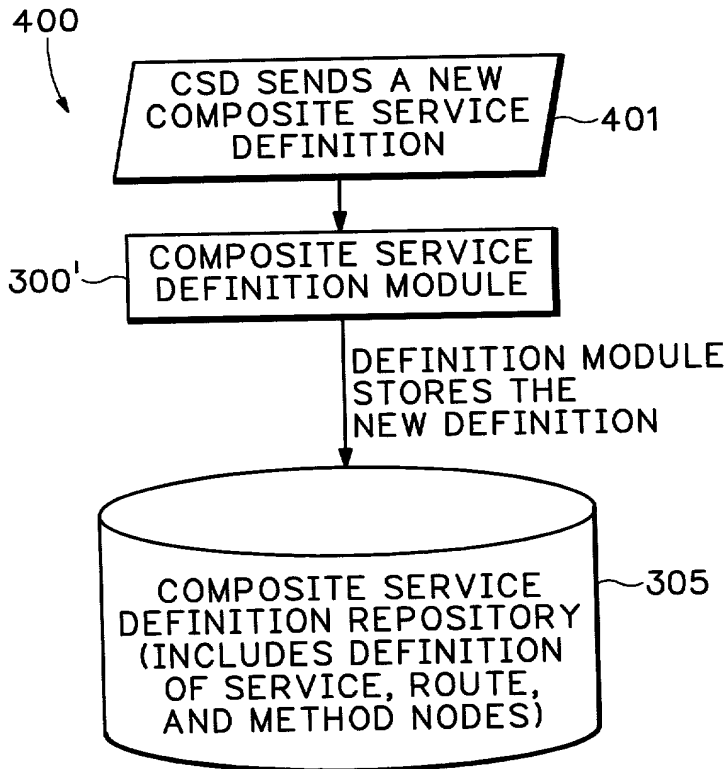 400
CSD SENDS A NEW
COMPOSITE SERVICE
DEFINITION
401
COMPOSITE SERVICE
DEFINITION MODULE
300'
DEFINITION MODULE
STORES THE
NEW DEFINITION
COMPOSITE SERVICE
DEFINITION REPOSITORY
(INCLUDES DEFINITION
OF SERVICE, ROUTE,
AND METHOD NODES)
305